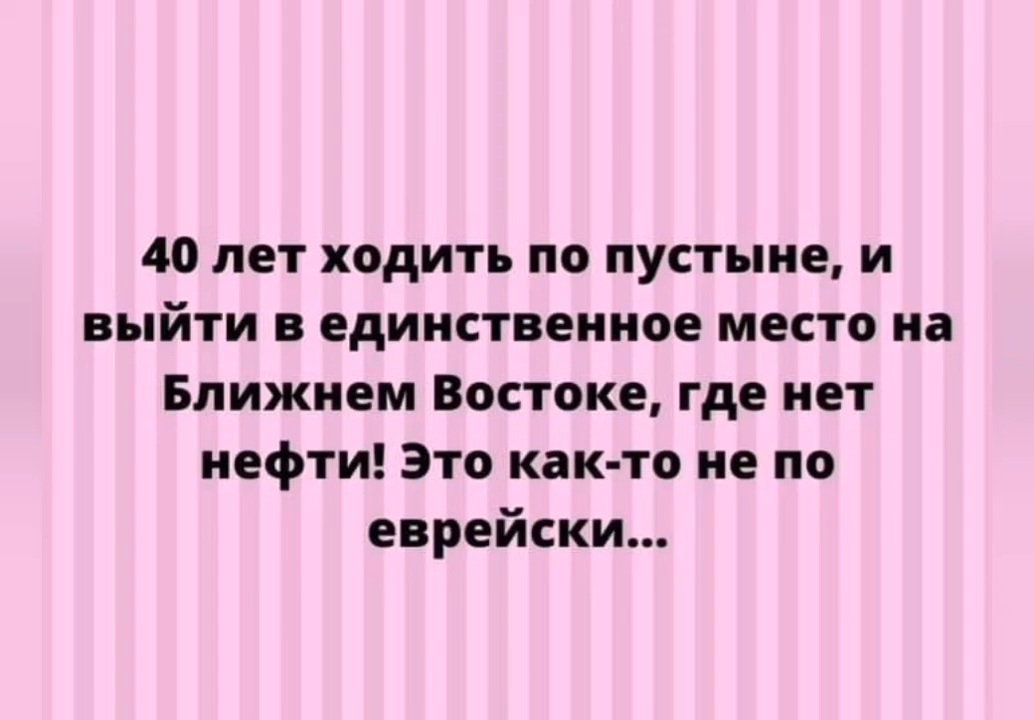 40 лет ходить по пустыне, и
выйти в единственное место на
Ближнем Востоке, где нет
нефти! Это как-то не по
еврейски...